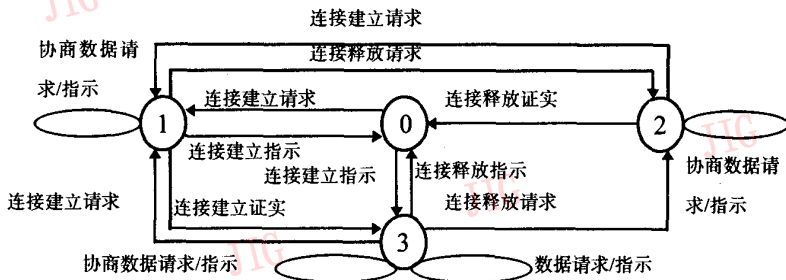 JIG
连接建立请求
协商数据请
求/指示
连接释放请求
连接建立请求
连接释放证实
1
0
2
JIG
连接建立指示
连接建立指示
连接释放指示
协商数据请
求/指示
连接建立请求
连接建立证实
连接释放请求
JIG
3
协商数据请求/指示
数据请求/指示
JIG